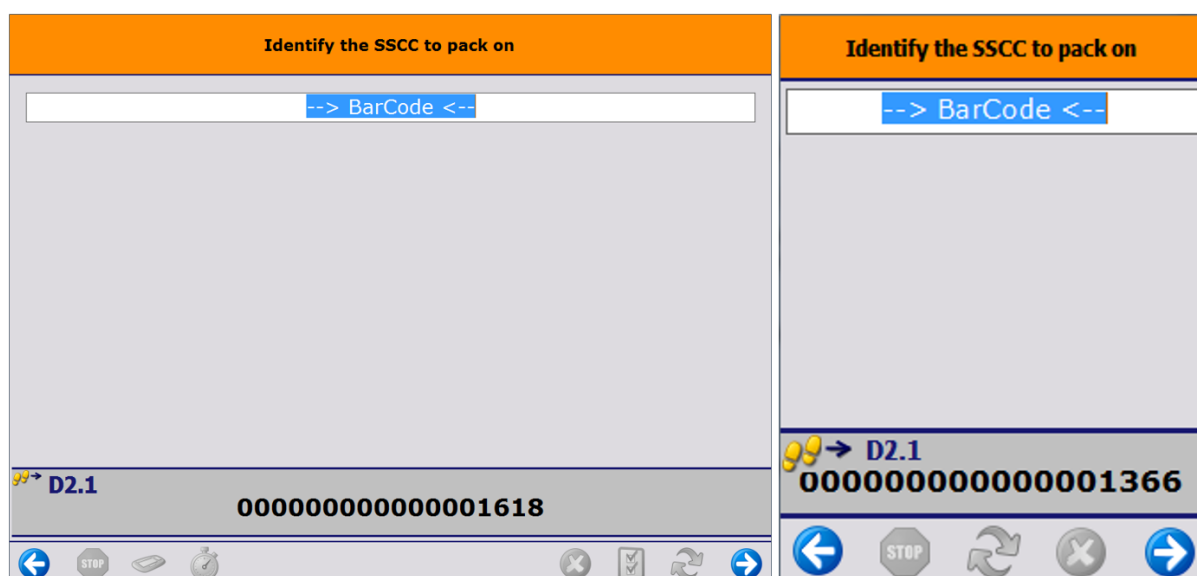 Identify the SSCC to pack on
--> BarCode <--
D2.1
000000000000001618
STOP
Identify the SSCC to pack on
--> BarCode <--
D2.1
000000000000001366
STOP